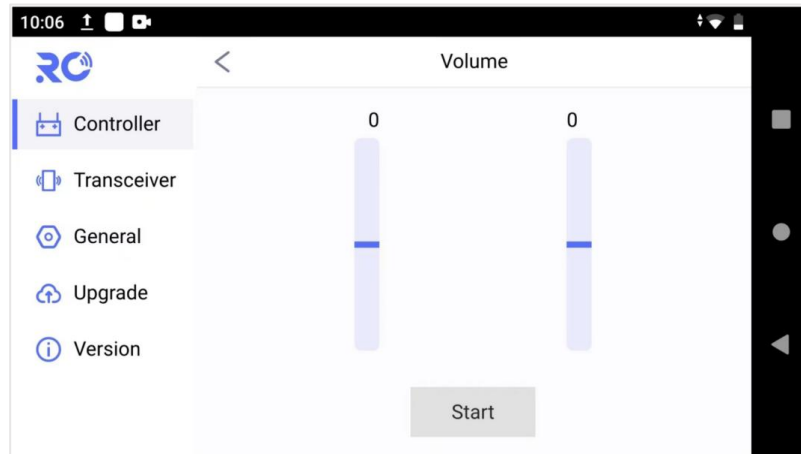 10:06
RC
Volume
Controller
0 0
Transceiver
General
Upgrade
Version
Start